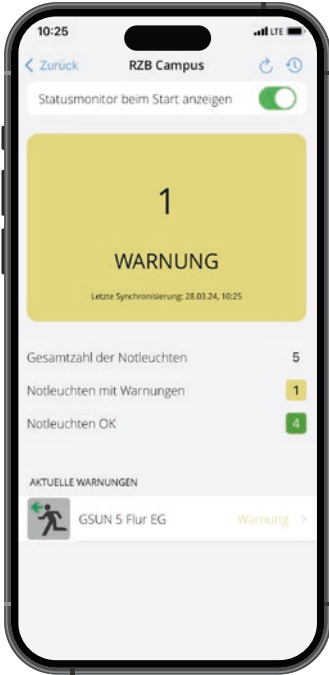 10:25 LTE
Zurück RZB Campus
Statusmonitor beim Start anzeigen
1
WARNUNG
Letzte Synchronisierung: 28.03.24, 10:25
Gesamtzahl der Notleuchten 5
Notleuchten mit Warnungen 1
Notleuchten OK 4
AKTUELLE WARNUNGEN
GSUN 5 Flur EG Warnung